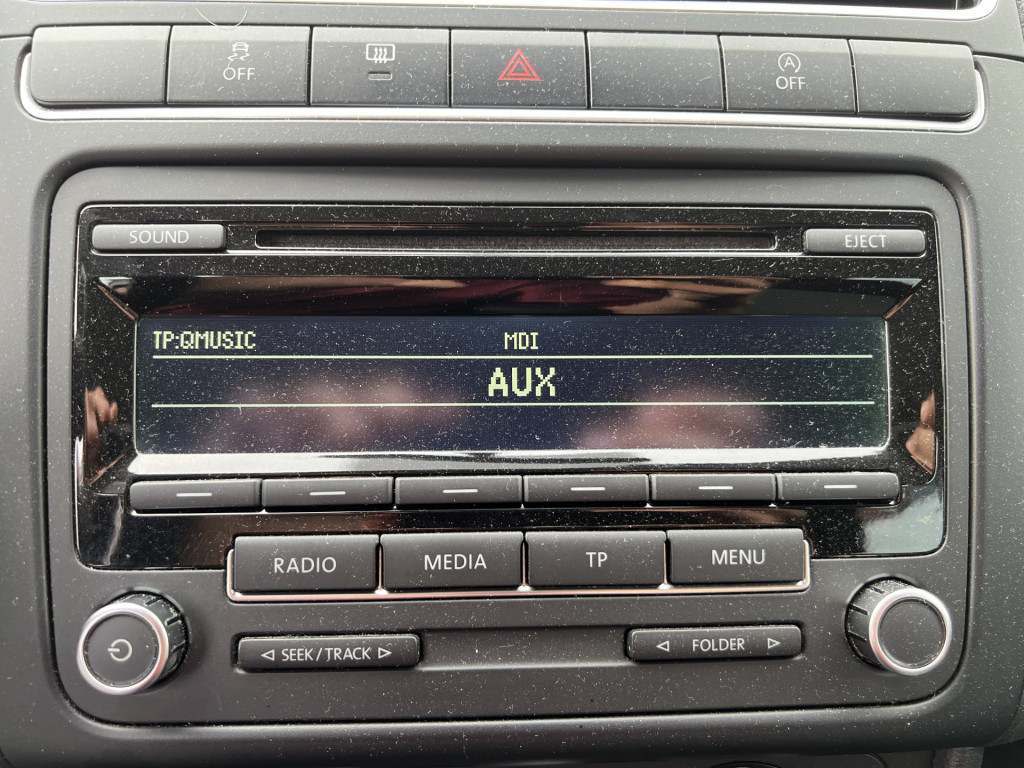 OFF
A
OFF
SOUND
EJECT
TP:QMUSIC MDI
AUX
RADIO MEDIA TP MENU
SEEK/TRACK
FOLDER